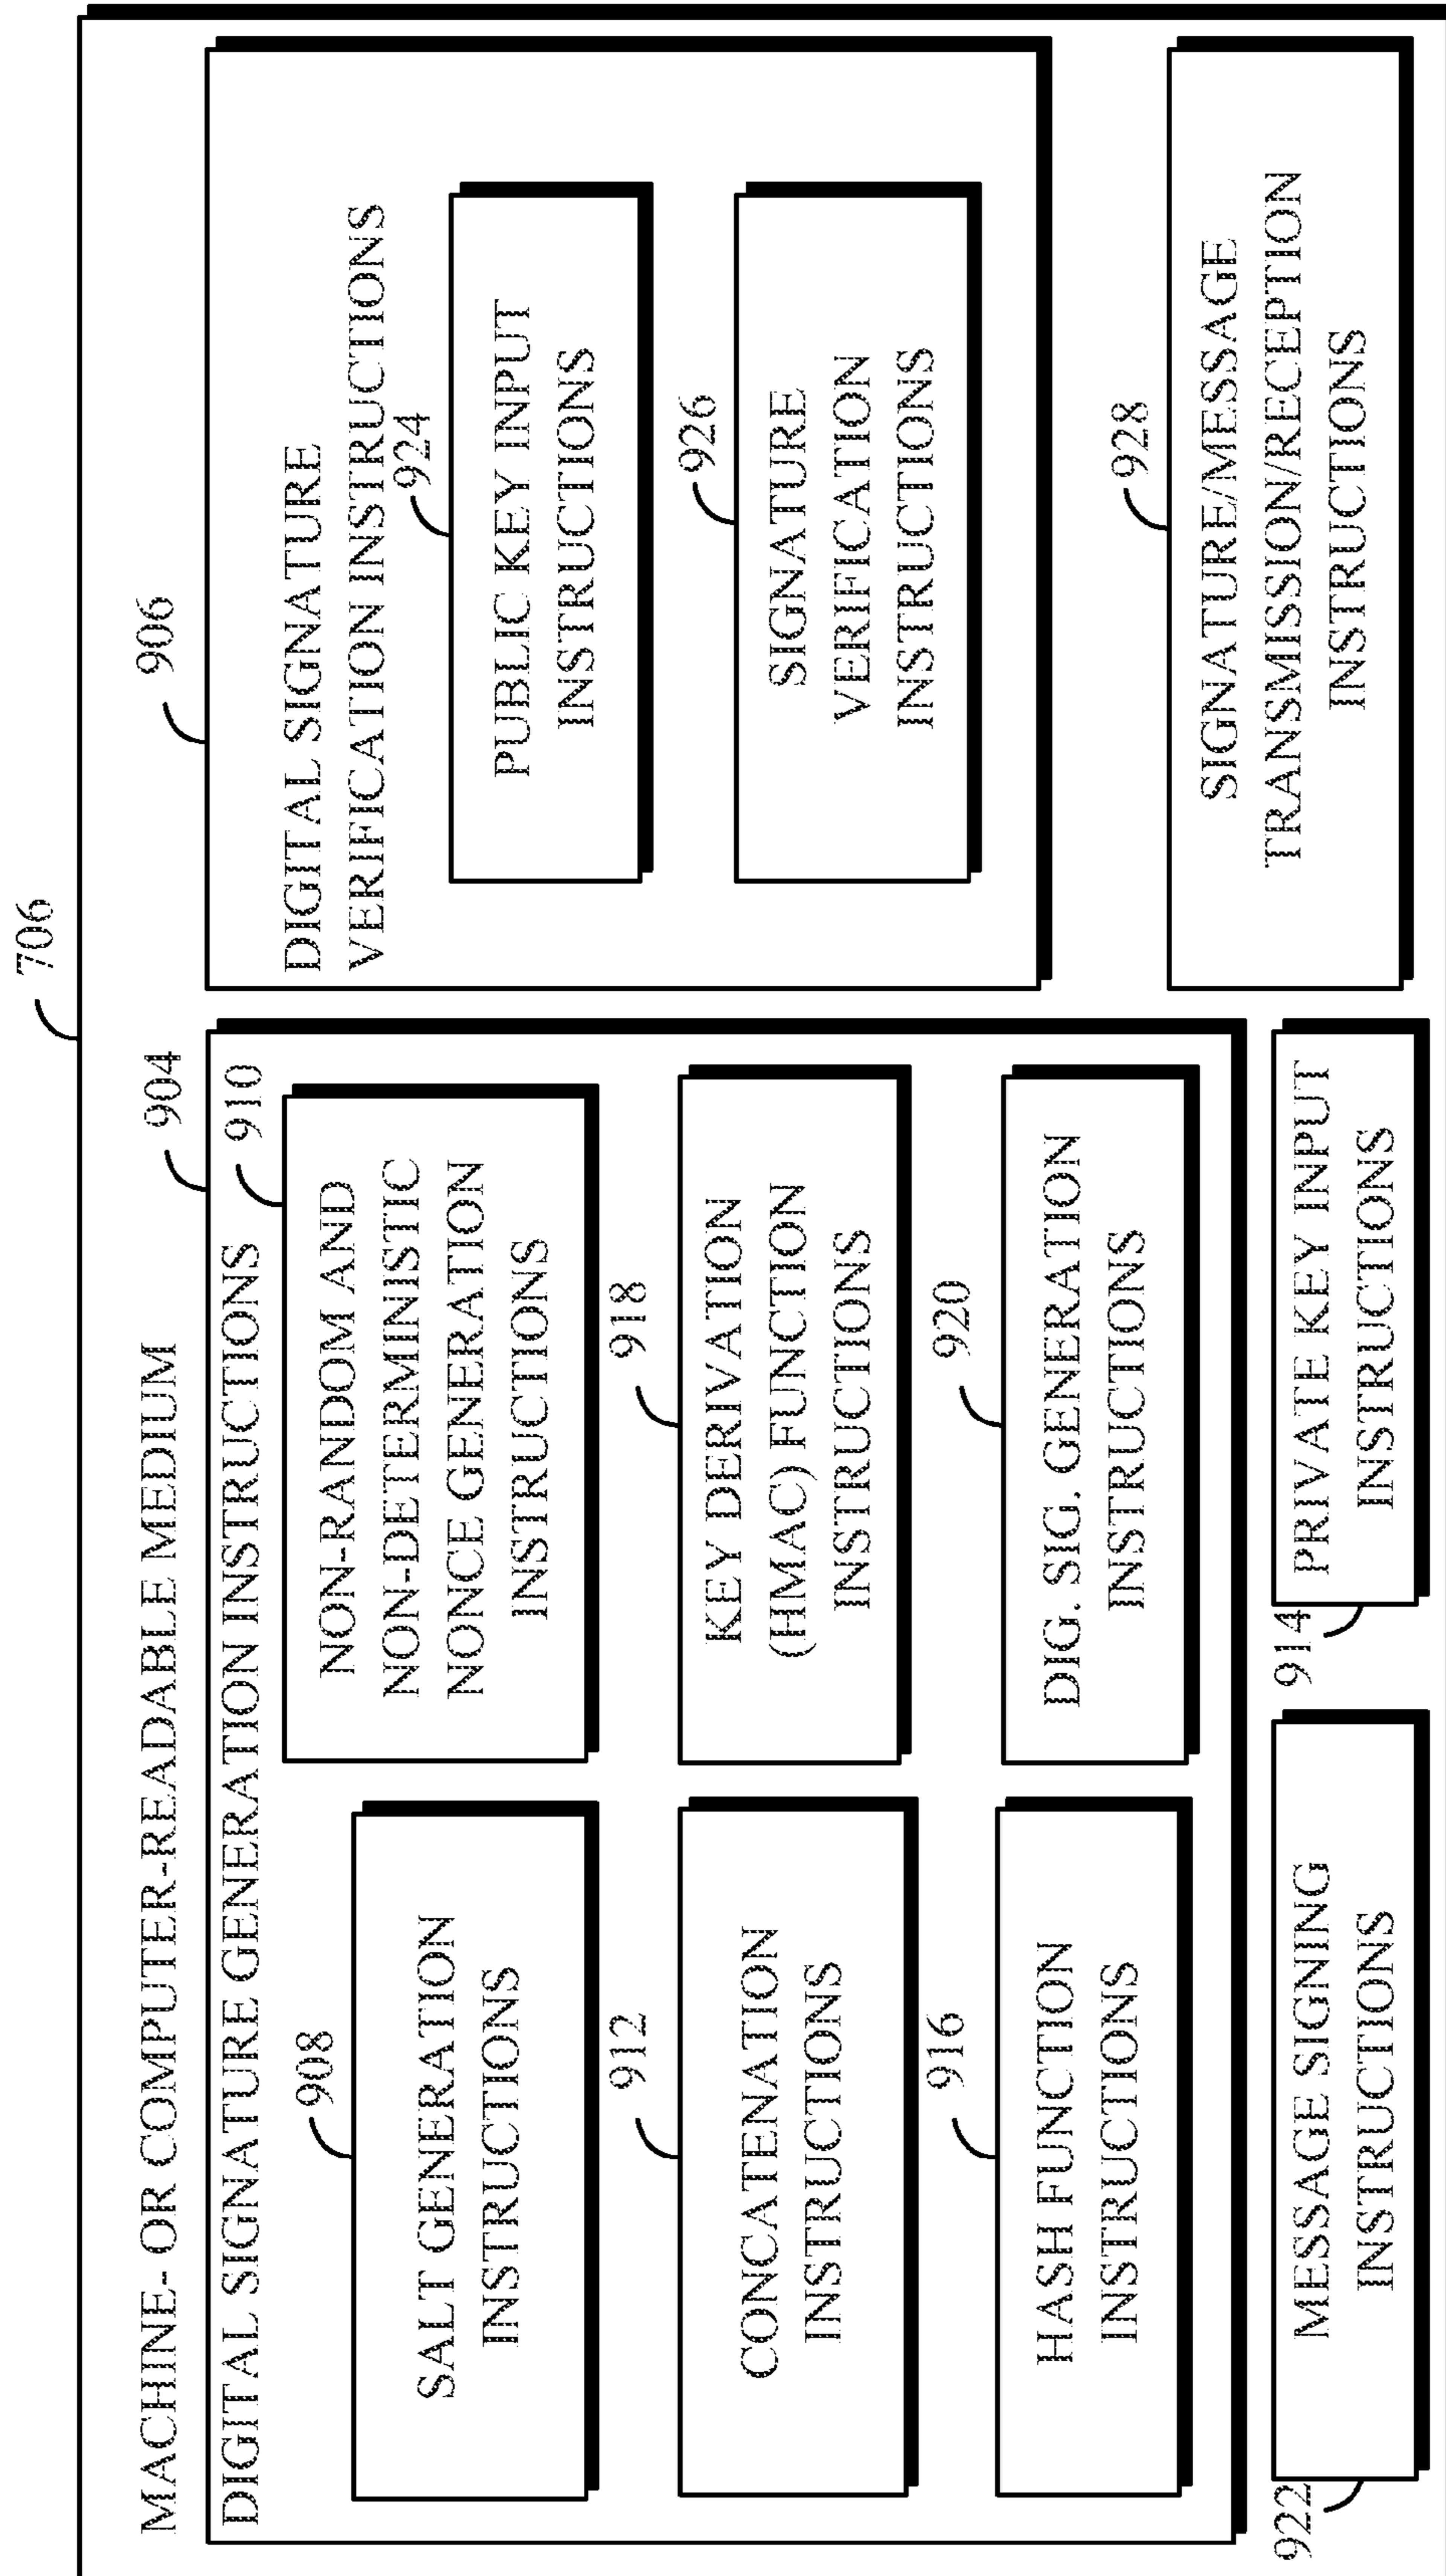 706
MACHINE- OR COMPUTER-READABLE MEDIUM
904
DIGITAL SIGNATURE GENERATION INSTRUCTIONS
908
SALT GENERATION
INSTRUCTIONS
910
NON-RANDOM AND
NON-DETERMINISTIC
NONCE GENERATION
INSTRUCTIONS
912
CONCATENATION
INSTRUCTIONS
918
KEY DERIVATION
(HMAC) FUNCTION
INSTRUCTIONS
916
HASH FUNCTION
INSTRUCTIONS
920
DIG. SIG. GENERATION
INSTRUCTIONS
922
MESSAGE SIGNING
INSTRUCTIONS
914
PRIVATE KEY INPUT
INSTRUCTIONS
906
DIGITAL SIGNATURE
VERIFICATION INSTRUCTIONS
924
PUBLIC KEY INPUT
INSTRUCTIONS
926
SIGNATURE
VERIFICATION
INSTRUCTIONS
928
SIGNATURE/MESSAGE
TRANSMISSION/RECEPTION
INSTRUCTIONS